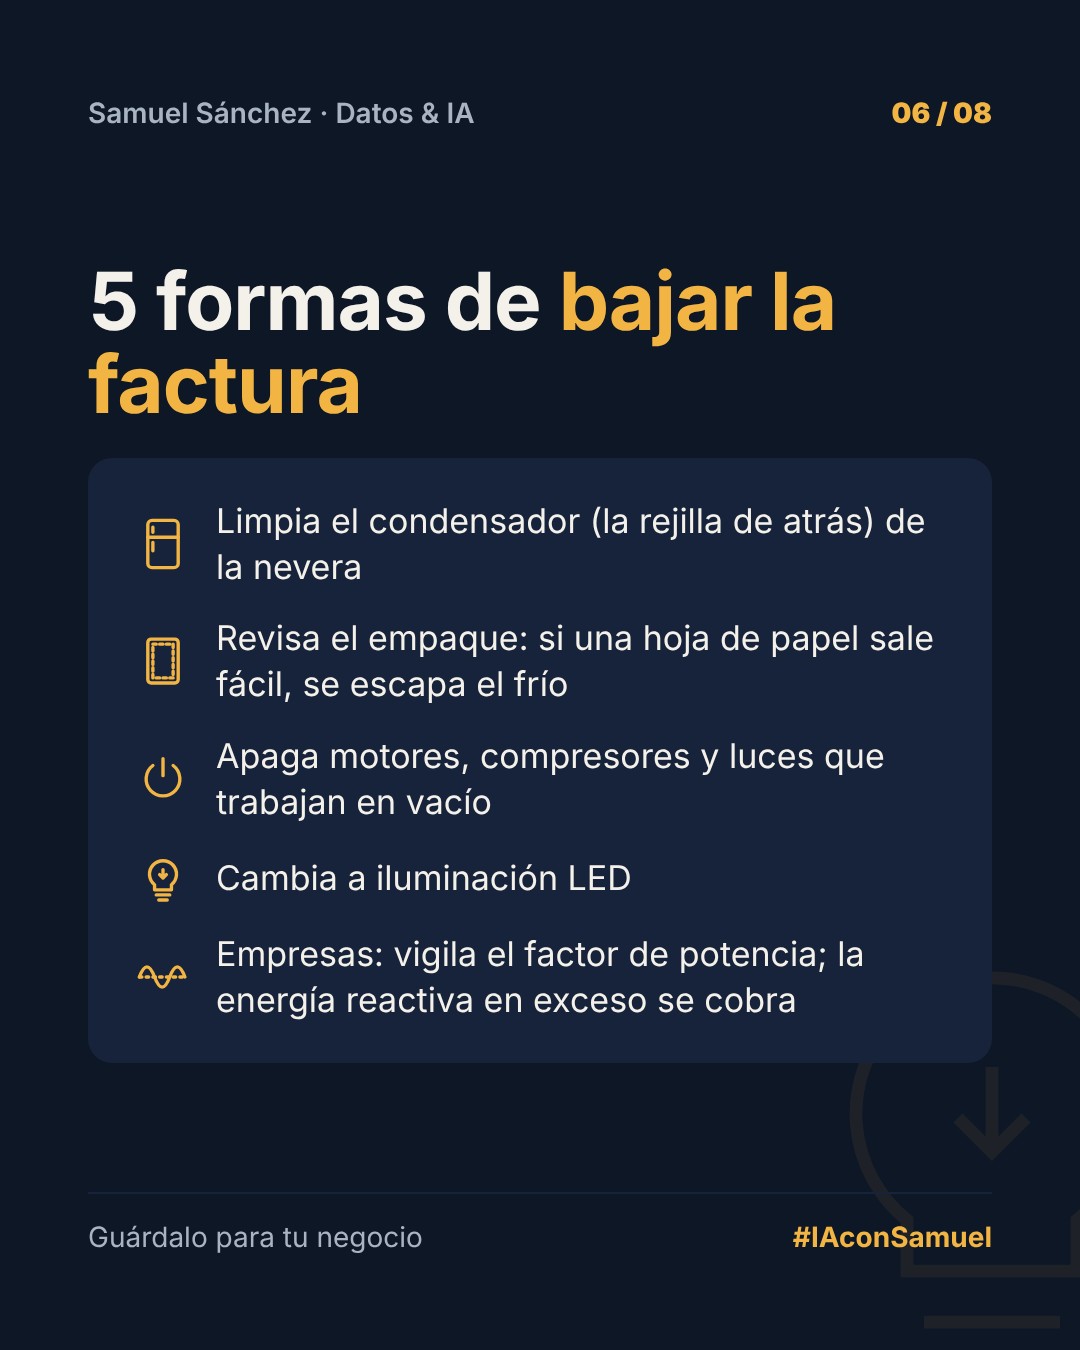 Samuel Sánchez · Datos & IA
06 / 08
5 formas de bajar la
factura
Limpia el condensador (la rejilla de atrás) de
la nevera
Revisa el empaque: si una hoja de papel sale
fácil, se escapa el frío
Apaga motores, compresores y luces que
trabajan en vacío
Cambia a iluminación LED
Empresas: vigila el factor de potencia; la
energía reactiva en exceso se cobra
Guárdalo para tu negocio
#IAconSamuel